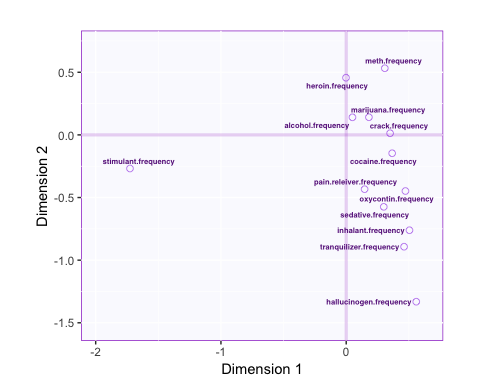 meth.frequency
0.5
heroin.frequency
marijuana.frequency
alcohol.frequency
crack.frequency
0.0
cocaine.frequency
stimulant.frequency
pain.releiver.frequency
-0.5
oxycontin.frequency
sedative.frequency
inhalant.frequency
tranquilizer.frequency
-1.0
hallucinogen.frequency
-1.5
Dimension 2
-2
-1
0
Dimension 1